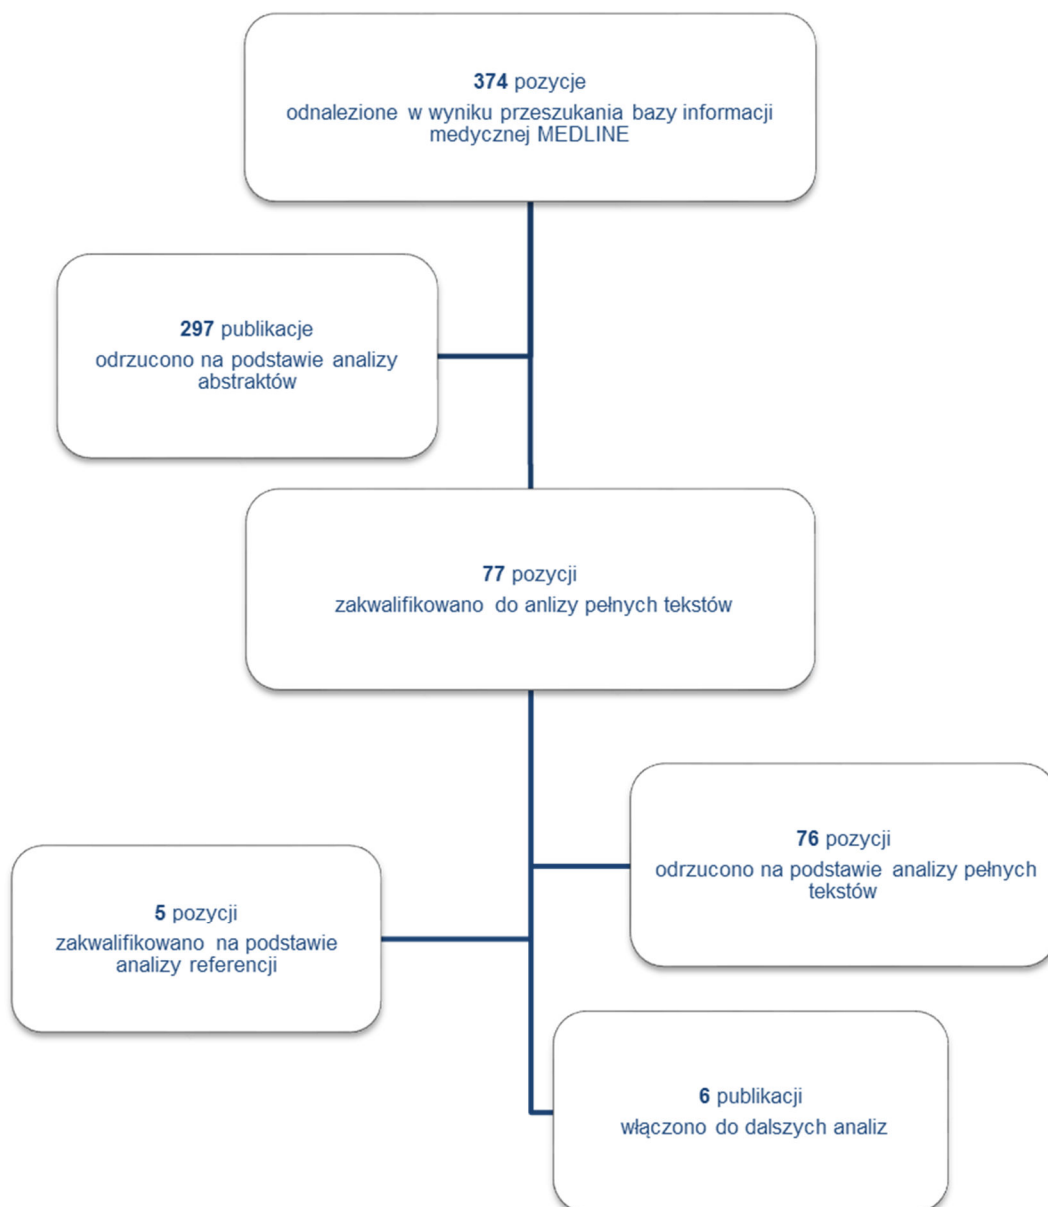 374 pozycje
odnalezione w wyniku przeszukania bazy informacji
medycznej MEDLINE
297 publikacje
odrzucono na podstawie analizy
abstraktów
77 pozycji
zakwalifikowano do anlizy pełnych tekstów
76 pozycji
odrzucono na podstawie analizy pełnych
tekstów
5 pozycji
zakwalifikowano na podstawie
analizy referencji
6 publikacji
włączono do dalszych analiz